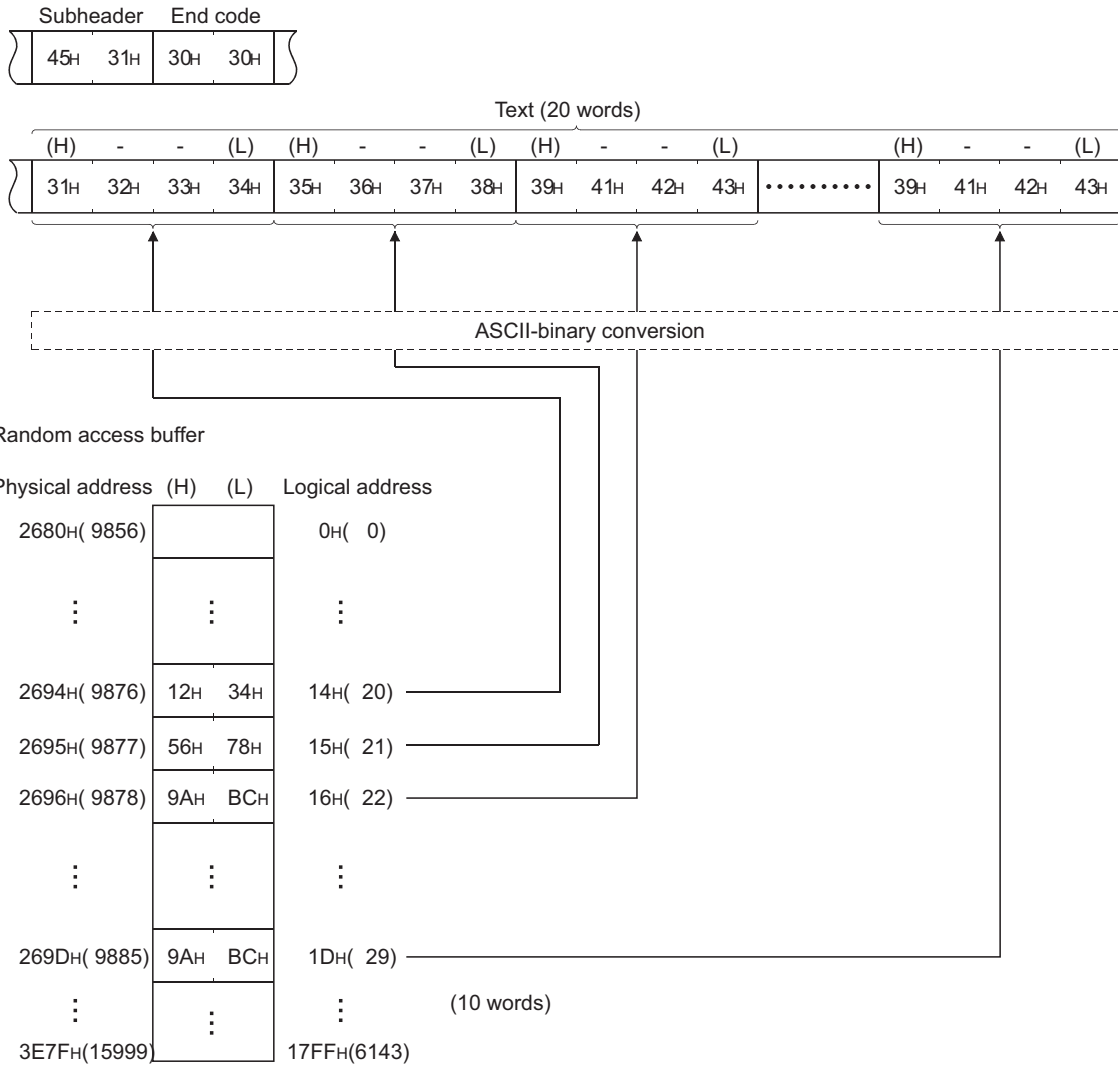 Subheader End code
45H 31H 30H 30H
Text (20 words)
(H) - - (L) (H) - - (L) (H) - - (L) (H) - - (L)
31H 32H 33H 34H 35H 36H 37H 38H 39H 41H 42H 43H •••••••••• 39H 41H 42H 43H
ASCII-binary conversion
Random access buffer
Physical address (H) (L) Logical address
2680H( 9856) 0H( 0)
⋮ ⋮ ⋮
2694H( 9876) 12H 34H 14H( 20)
2695H( 9877) 56H 78H 15H( 21)
2696H( 9878) 9AH BCH 16H( 22)
⋮ ⋮ ⋮
269DH( 9885) 9AH BCH 1DH( 29)
⋮ ⋮ ⋮ (10 words)
3E7FH(15999) 17FFH(6143)